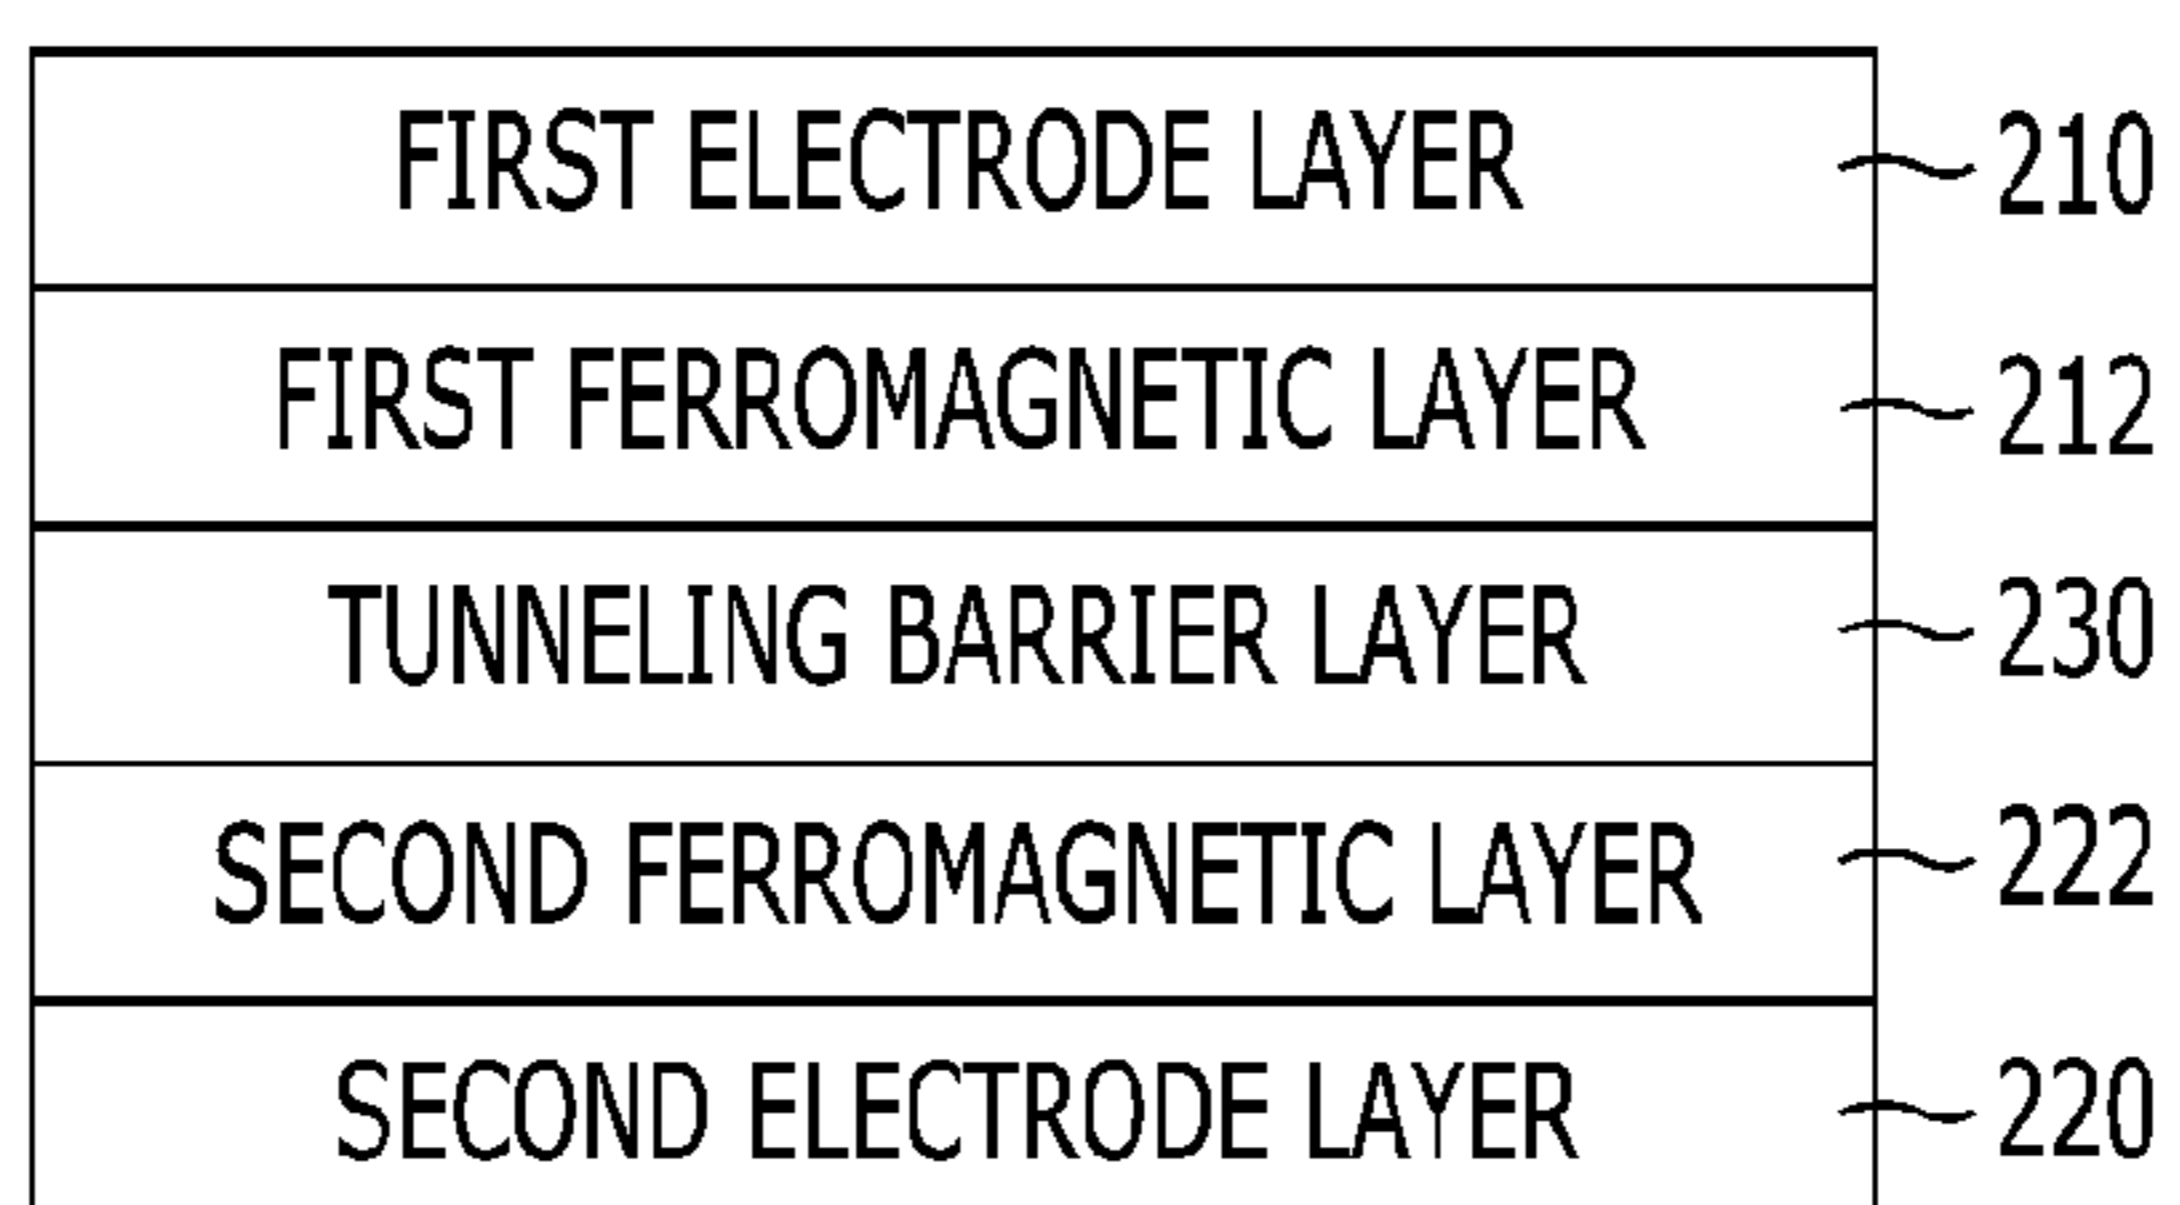 FIRST ELECTRODE LAYER 210
FIRST FERROMAGNETIC LAYER 212
TUNNELING BARRIER LAYER 230
SECOND FERROMAGNETIC LAYER 222
SECOND ELECTRODE LAYER 220